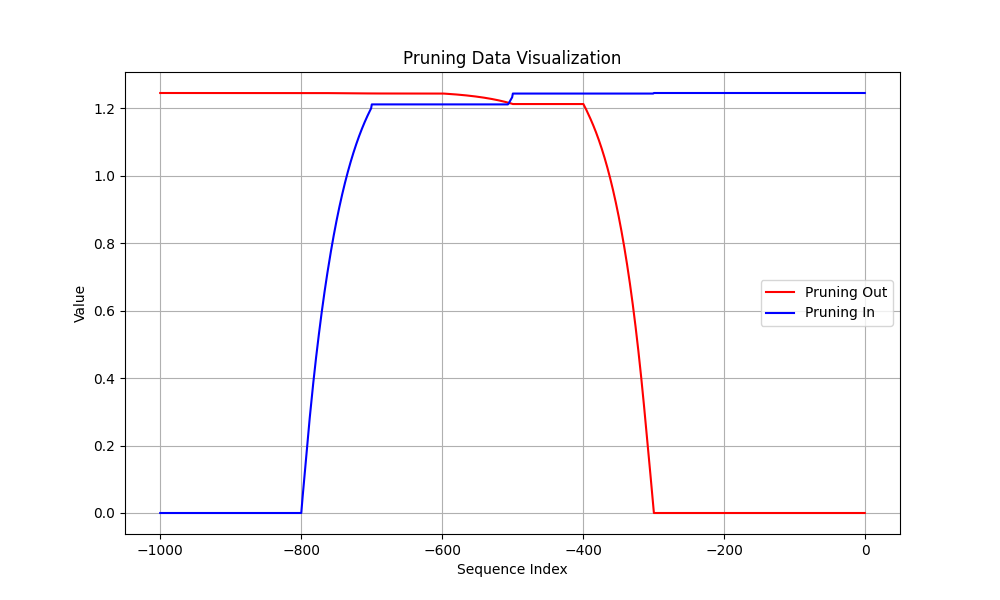 Pruning Data Visualization
Value
1.2
1.0
0.8
0.6
0.4
0.2
0.0
Pruning Out
Pruning In
−1000
−800
−600
−400
−200
0
Sequence Index